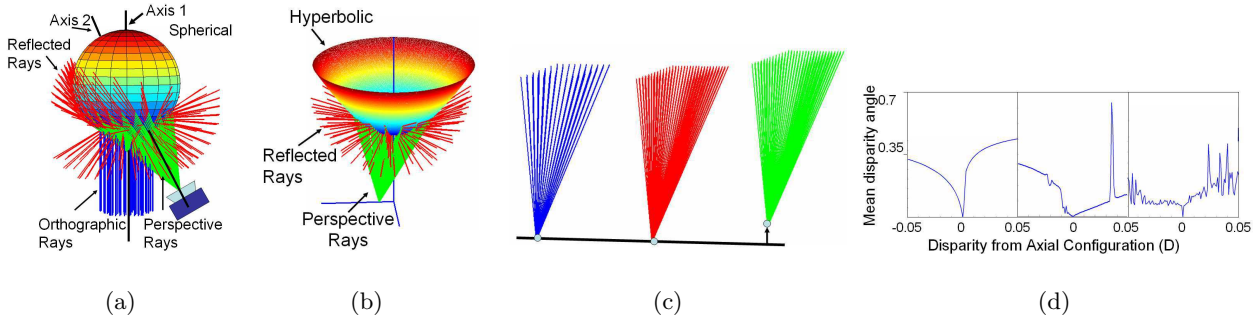 Axis 1
Axis 2
Spherical
Reflected
Rays
Orthographic
Rays
Perspective
Rays
(a)
Hyperbolic
Reflected
Rays
Perspective
Rays
(b)
(c)
Mean disparity angle
0.7
0.35
-0.05 0 0.05 0 0.05 0 0.05
Disparity from Axial Configuration (D)
(d)